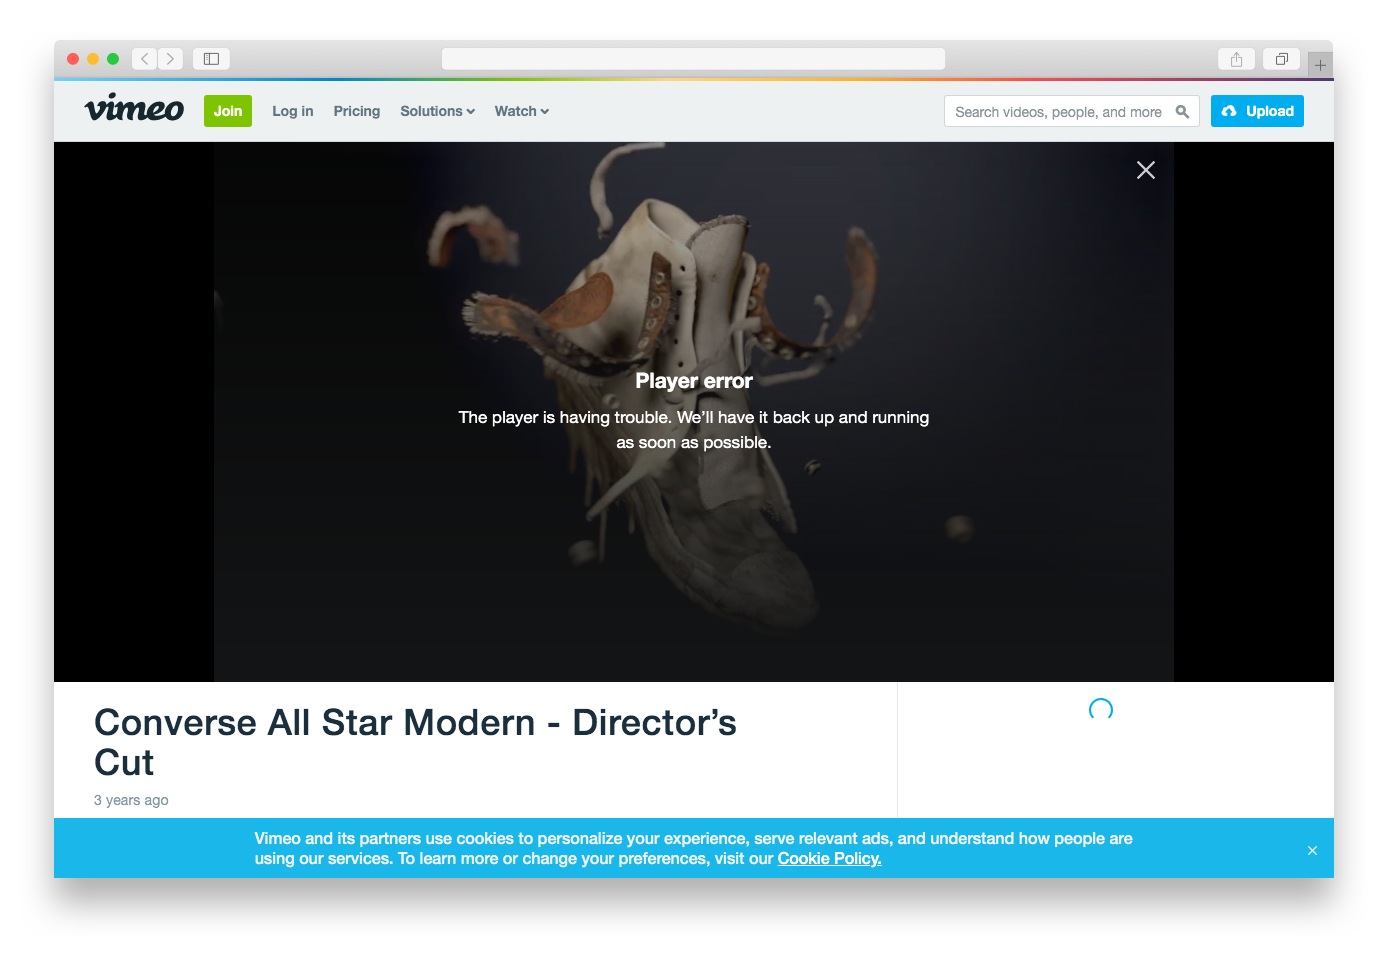 vimeo
Join
Log in
Pricing
Solutions
Watch
Search videos, people, and more
Upload
Player error
The player is having trouble. We’ll have it back up and running
as soon as possible.
Converse All Star Modern - Director’s
Cut
3 years ago
Vimeo and its partners use cookies to personalize your experience, serve relevant ads, and understand how people are
using our services. To learn more or change your preferences, visit our Cookie Policy.